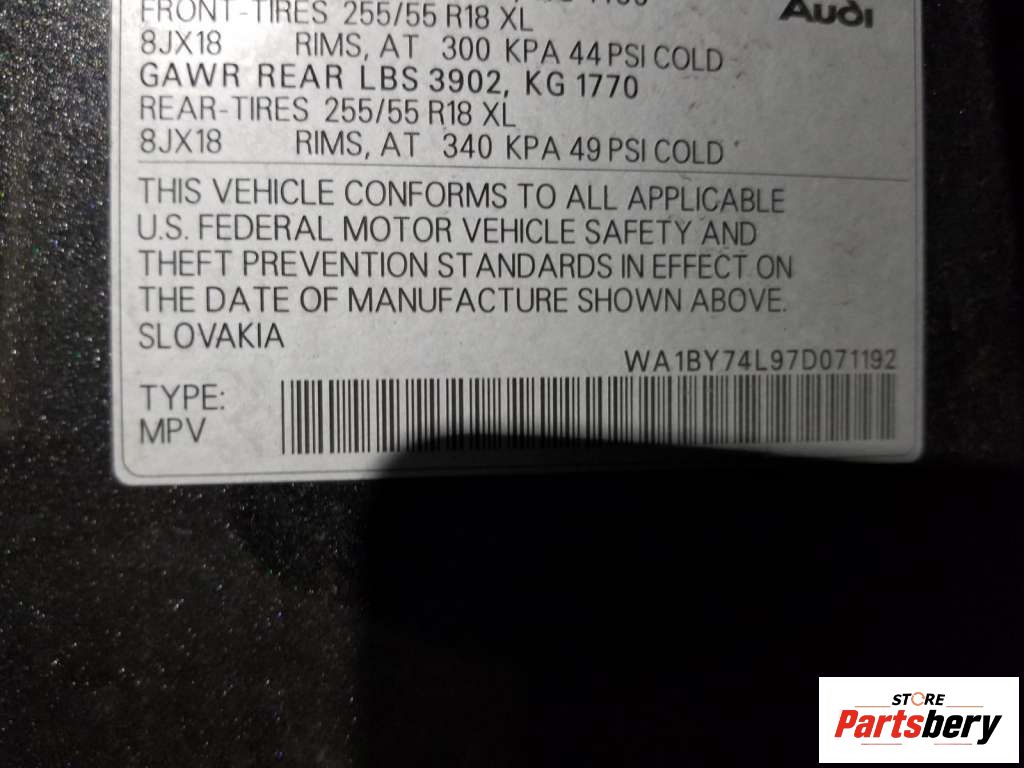 Audi
FRONT-TIRES 255/55 R18 XL
8JX18 RIMS, AT 300 KPA 44 PSI COLD
GAWR REAR LBS 3902, KG 1770
REAR-TIRES 255/55 R18 XL
8JX18 RIMS, AT 340 KPA 49 PSI COLD
THIS VEHICLE CONFORMS TO ALL APPLICABLE
U.S. FEDERAL MOTOR VEHICLE SAFETY AND
THEFT PREVENTION STANDARDS IN EFFECT ON
THE DATE OF MANUFACTURE SHOWN ABOVE.
SLOVAKIA
WA1BY74L97D071192
TYPE:
MPV
STORE
Partsbery